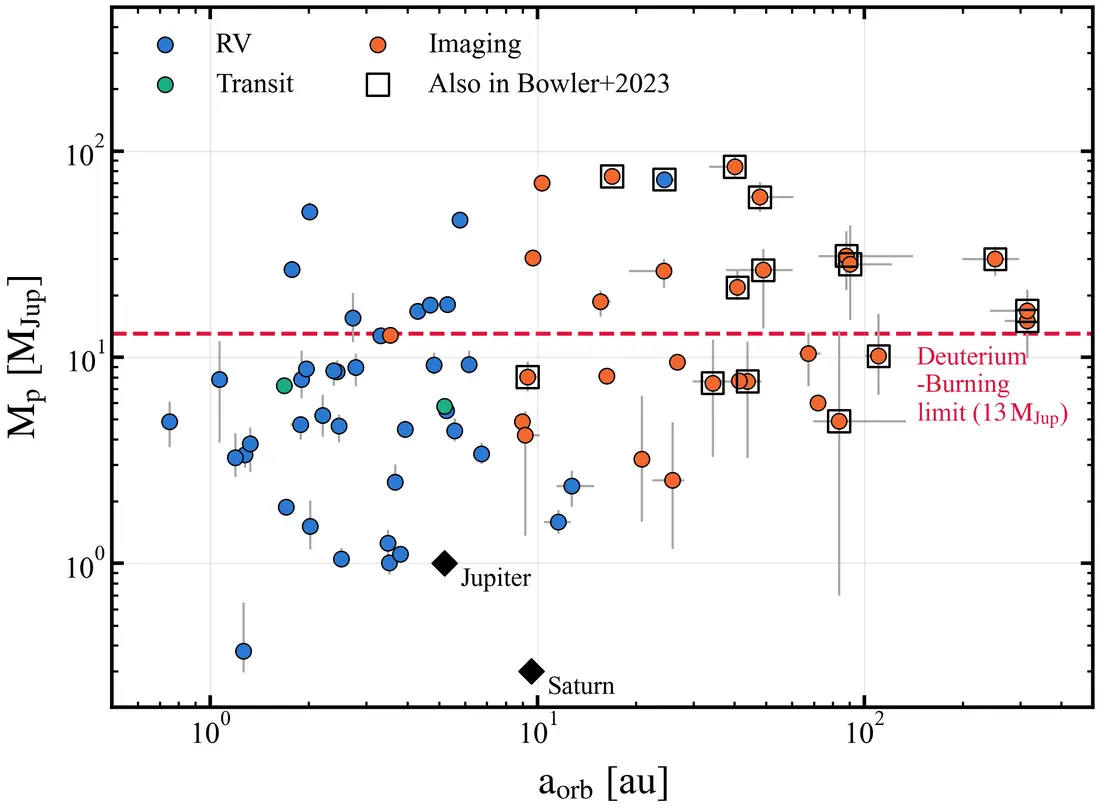 RV
Imaging
Transit
Also in Bowler+2023
10²
10¹
10⁰
Mₚ [M_Jup]
Deuterium
-Burning
limit (13 M_Jup)
Jupiter
Saturn
10⁰
10¹
10²
a_orb [au]